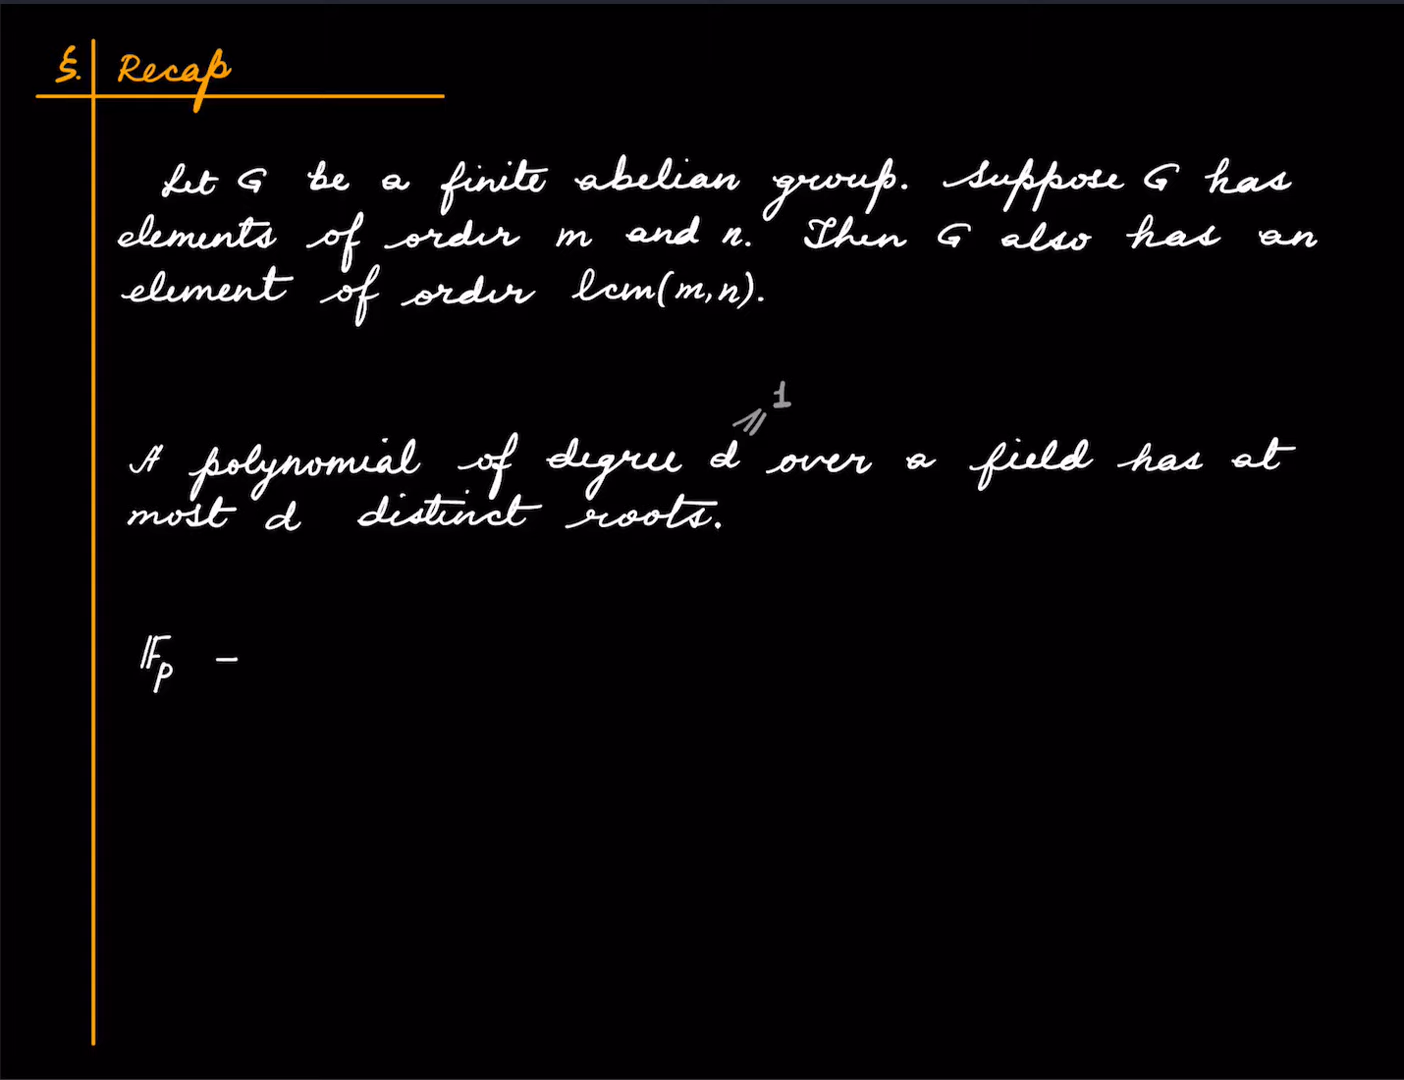 §. Recap
Let G be a finite abelian group. Suppose G has
elements of order m and n. Then G also has an
element of order lcm(m,n).
1
A polynomial of degree d over a field has at
most d distinct roots.
𝔽p -